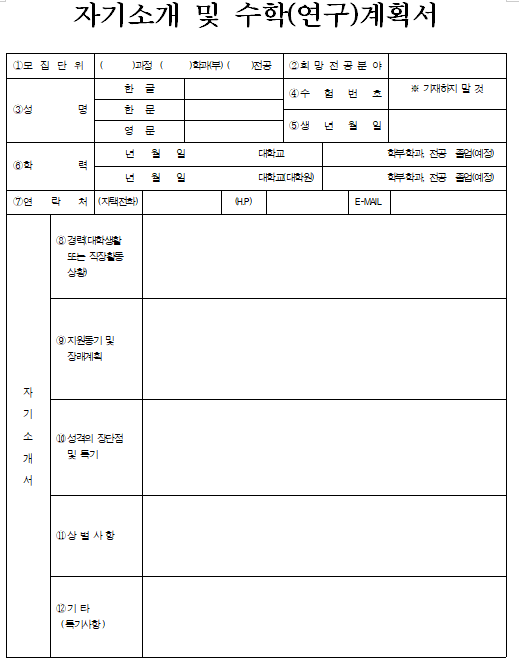 자기소개 및 수학(연구)계획서
①모 집 단 위 (      )과정 (      )학과(부) (      )전공 ②희 망 전 공 분 야
③성 명 한 글 ④수 험 번 호 ※ 기재하지 말 것
한 문
영 문 ⑤생 년 월 일
⑥학 력 년 월 일 대학교 학부·학과, 전공 졸업(예정)
년 월 일 대학교(대학원) 학부·학과, 전공 졸업(예정)
⑦연 락 처 (자택전화) (H.P) E-MAIL
자기소개서
⑧경력(대학생활
또는 직장활동
상황)
⑨지원동기 및
장래계획
⑩성격의 장단점
및 특기
⑪상 벌 사 항
⑫기 타
(특기사항)